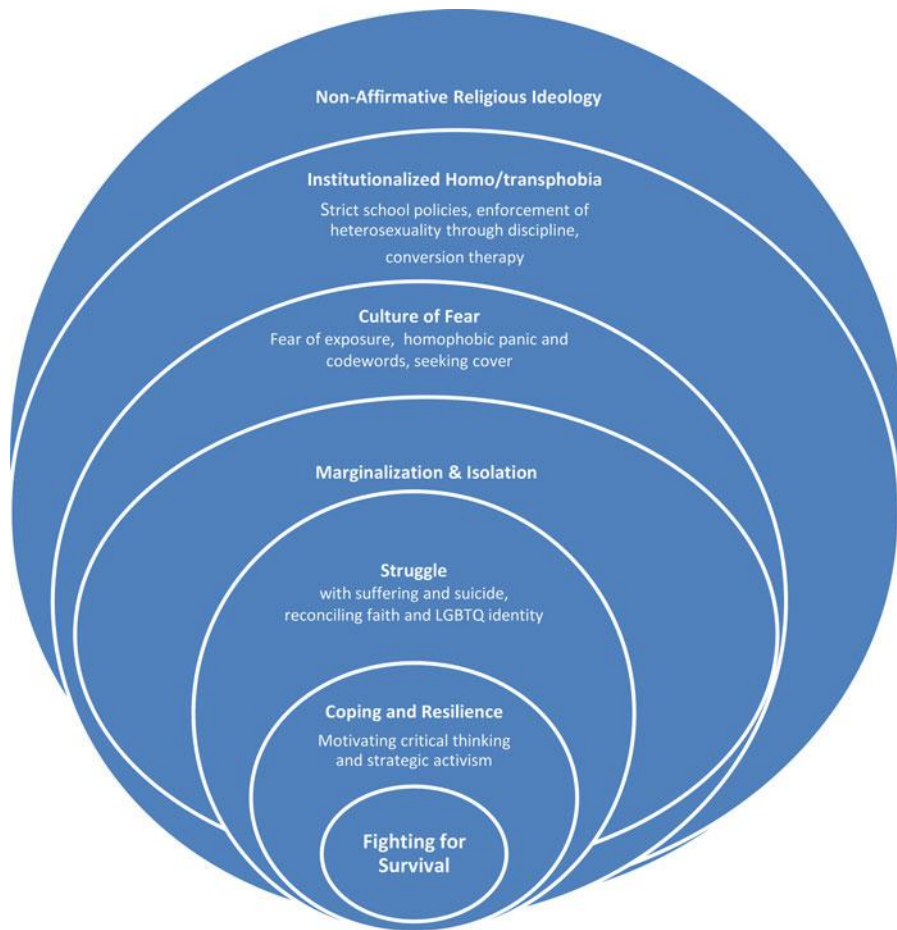 Non-Affirmative Religious Ideology
Institutionalized Homo/transphobia
Strict school policies, enforcement of
heterosexuality through discipline,
conversion therapy
Culture of Fear
Fear of exposure, homophobic panic and
codewords, seeking cover
Marginalization & Isolation
Struggle
with suffering and suicide,
reconciling faith and LGBTQ identity
Coping and Resilience
Motivating critical thinking
and strategic activism
Fighting for
Survival